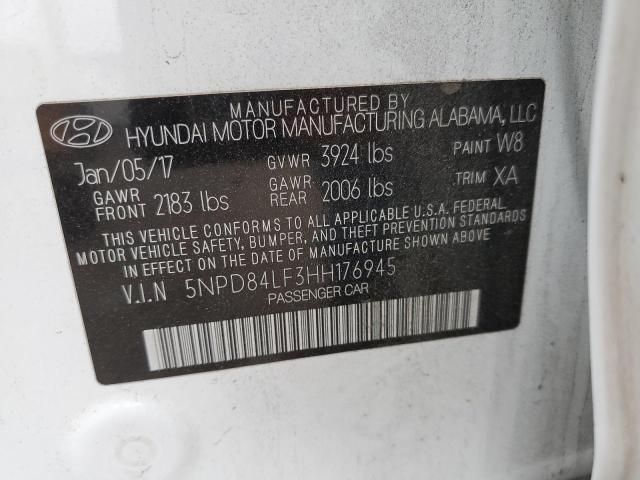 MANUFACTURED BY
HYUNDAI MOTOR MANUFACTURING ALABAMA, LLC
Jan/05/17 GVWR 3924 lbs PAINT W8
GAWR FRONT 2183 lbs GAWR REAR 2006 lbs TRIM XA
THIS VEHICLE CONFORMS TO ALL APPLICABLE U.S.A. FEDERAL
MOTOR VEHICLE SAFETY, BUMPER, AND THEFT PREVENTION STANDARDS
IN EFFECT ON THE DATE OF MANUFACTURE SHOWN ABOVE.
V.I.N 5NPD84LF3HH176945
PASSENGER CAR